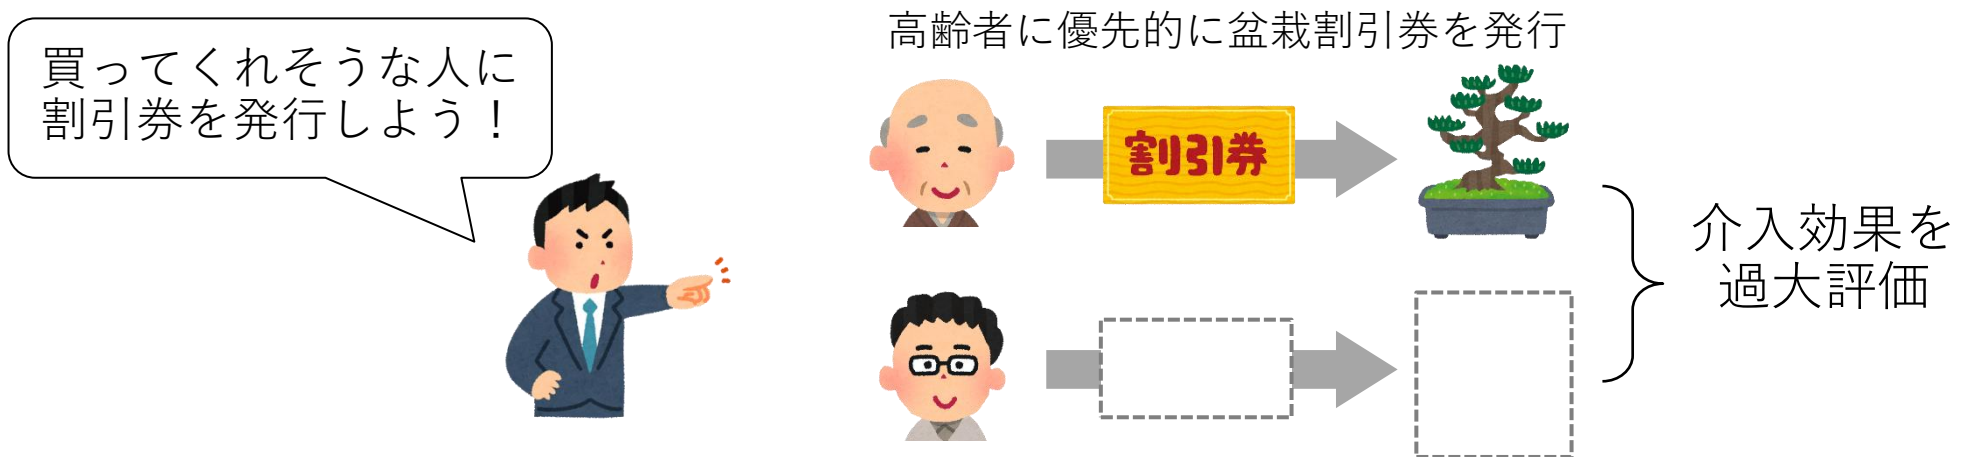 買ってくれそうな人に
割引券を発行しよう！
高齢者に優先的に盆栽割引券を発行
割引券
介入効果を
過大評価